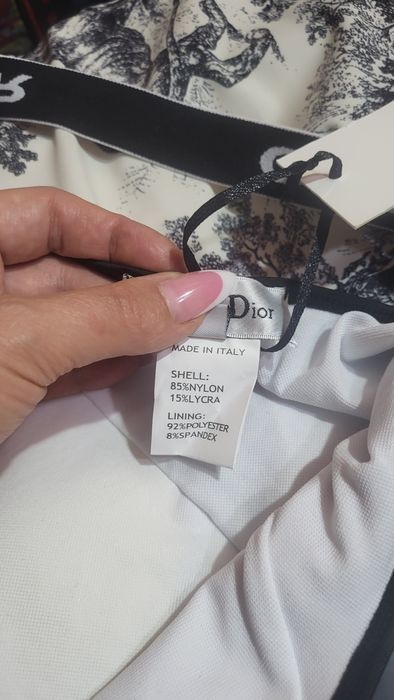 R
Dior
MADE IN ITALY
SHELL:
85%NYLON
15%LYCRA
LINING:
92%POLYESTER
8%SPANDEX